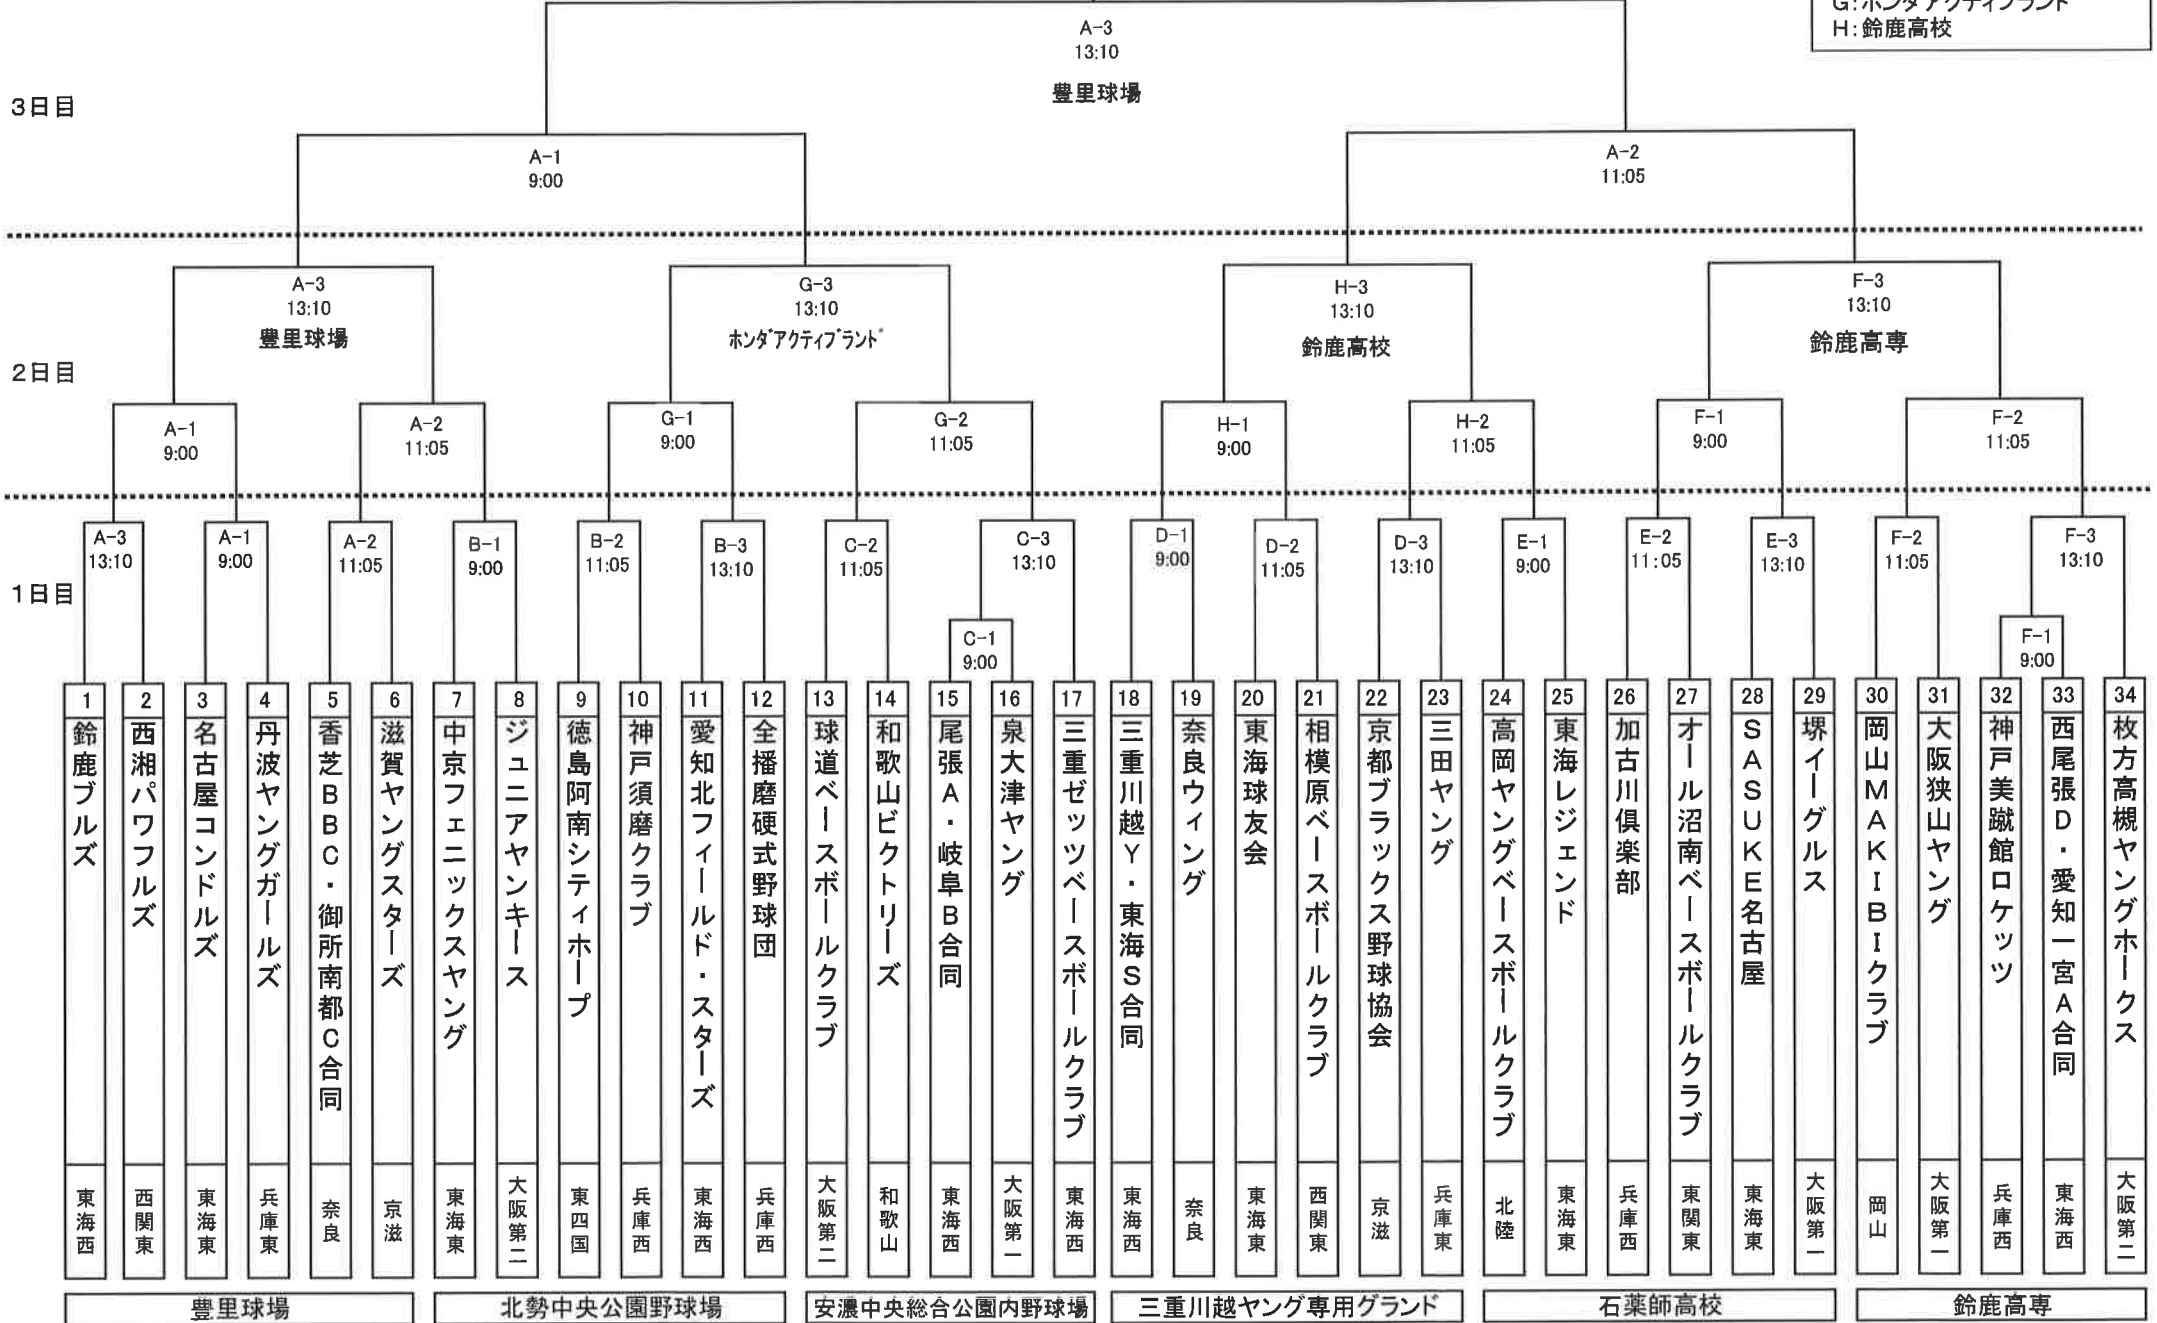 G:ホンダアクティブランド
H:鈴鹿高校
A-3
13:10
豊里球場
3日目
A-1
9:00
A-2
11:05
A-3
13:10
豊里球場
G-3
13:10
ホンダアクティブランド
H-3
13:10
鈴鹿高校
F-3
13:10
鈴鹿高専
2日目
A-1
9:00
A-2
11:05
G-1
9:00
G-2
11:05
H-1
9:00
H-2
11:05
F-1
9:00
F-2
11:05
1日目
A-3
13:10
A-1
9:00
A-2
11:05
B-1
9:00
B-2
11:05
B-3
13:10
C-2
11:05
C-3
13:10
D-1
9:00
D-2
11:05
D-3
13:10
E-1
9:00
E-2
11:05
E-3
13:10
F-2
11:05
F-3
13:10
C-1
9:00
F-1
9:00
1
鈴鹿ブルズ
東海西
2
西湘パワフルズ
西関東
3
名古屋コンドルズ
東海東
4
丹波ヤングガールズ
兵庫東
5
香芝BBC・御所南都C合同
奈良
6
滋賀ヤングスターズ
京滋
7
中京フェニックスヤング
東海東
8
ジュニアヤンキース
大阪第二
9
徳島阿南シティホープ
東四国
10
神戸須磨クラブ
兵庫西
11
愛知北フィールド・スターズ
東海西
12
全播磨硬式野球団
兵庫西
13
球道ベースボールクラブ
大阪第二
14
和歌山ビクトリーズ
和歌山
15
尾張A・岐阜B合同
東海西
16
泉大津ヤング
大阪第一
17
三重ゼッツベースボールクラブ
東海西
18
三重川越Y・東海S合同
東海西
19
奈良ウィング
奈良
20
東海球友会
東海東
21
相模原ベースボールクラブ
西関東
22
京都ブラックス野球協会
京滋
23
三田ヤング
兵庫東
24
高岡ヤングベースボールクラブ
北陸
25
東海レジェンド
東海東
26
加古川倶楽部
兵庫西
27
オール沼南ベースボールクラブ
東関東
28
SASUKE名古屋
東海東
29
堺イーグルス
大阪第一
30
岡山MAKIBIクラブ
岡山
31
大阪狭山ヤング
大阪第一
32
神戸美蹴館ロケッツ
兵庫西
33
西尾張D・愛知一宮A合同
東海西
34
枚方高槻ヤングホークス
大阪第二
豊里球場
北勢中央公園野球場
安濃中央総合公園内野球場
三重川越ヤング専用グランド
石薬師高校
鈴鹿高専